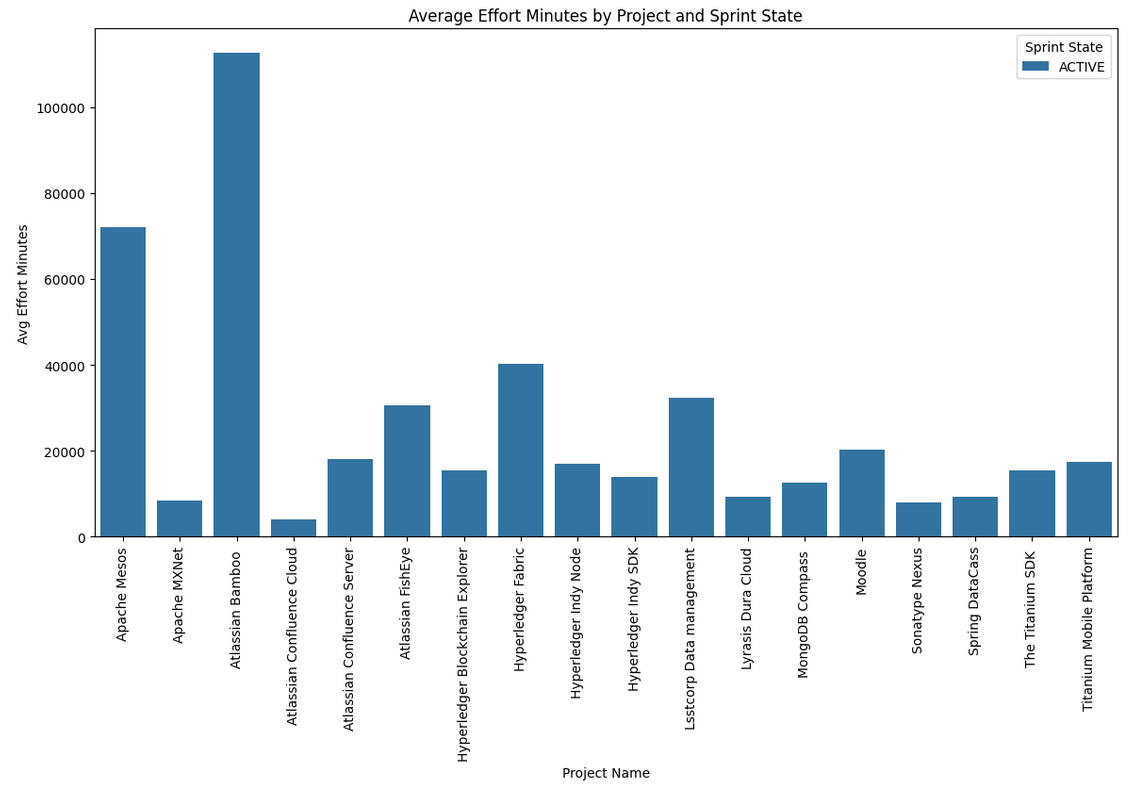 Average Effort Minutes by Project and Sprint State
Sprint State
ACTIVE
Avg Effort Minutes
100000
80000
60000
40000
20000
0
Apache Mesos
Apache MXNet
Atlassian Bamboo
Atlassian Confluence Cloud
Atlassian Confluence Server
Atlassian FishEye
Hyperledger Blockchain Explorer
Hyperledger Fabric
Hyperledger Indy Node
Hyperledger Indy SDK
Lsstcorp Data management
Lyrasis Dura Cloud
MongoDB Compass
Moodle
Sonatype Nexus
Spring DataCass
The Titanium SDK
Titanium Mobile Platform
Project Name